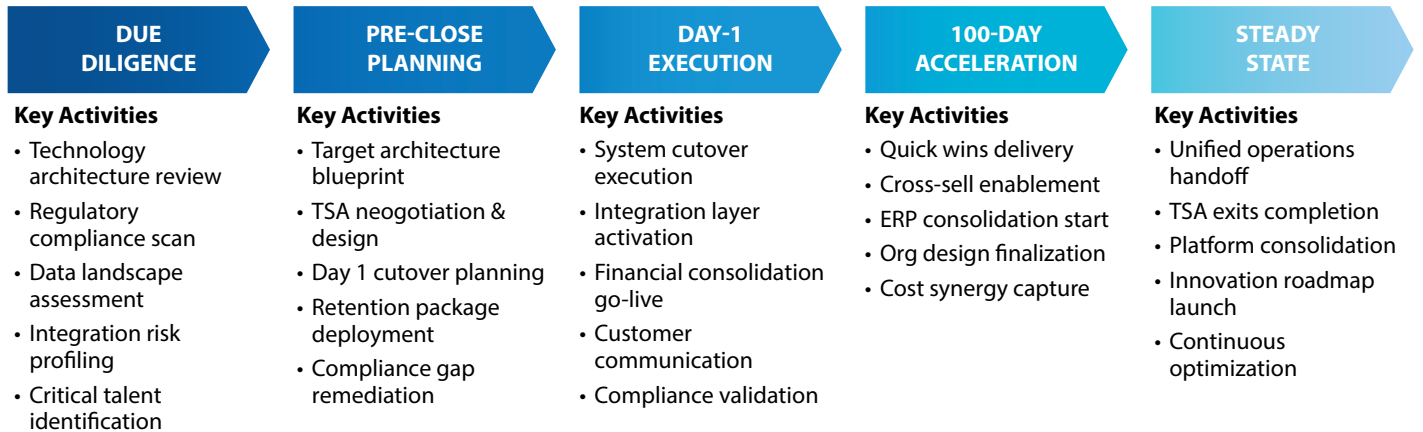 DUE
DILIGENCE
Key Activities
• Technology
architecture review
• Regulatory
compliance scan
• Data landscape
assessment
• Integration risk
profiling
• Critical talent
identification
PRE-CLOSE
PLANNING
Key Activities
• Target architecture
blueprint
• TSA neogotiation &
design
• Day 1 cutover planning
• Retention package
deployment
• Compliance gap
remediation
DAY-1
EXECUTION
Key Activities
• System cutover
execution
• Integration layer
activation
• Financial consolidation
go-live
• Customer
communication
• Compliance validation
100-DAY
ACCELERATION
Key Activities
• Quick wins delivery
• Cross-sell enablement
• ERP consolidation start
• Org design finalization
• Cost synergy capture
STEADY
STATE
Key Activities
• Unified operations
handoff
• TSA exits completion
• Platform consolidation
• Innovation roadmap
launch
• Continuous
optimization